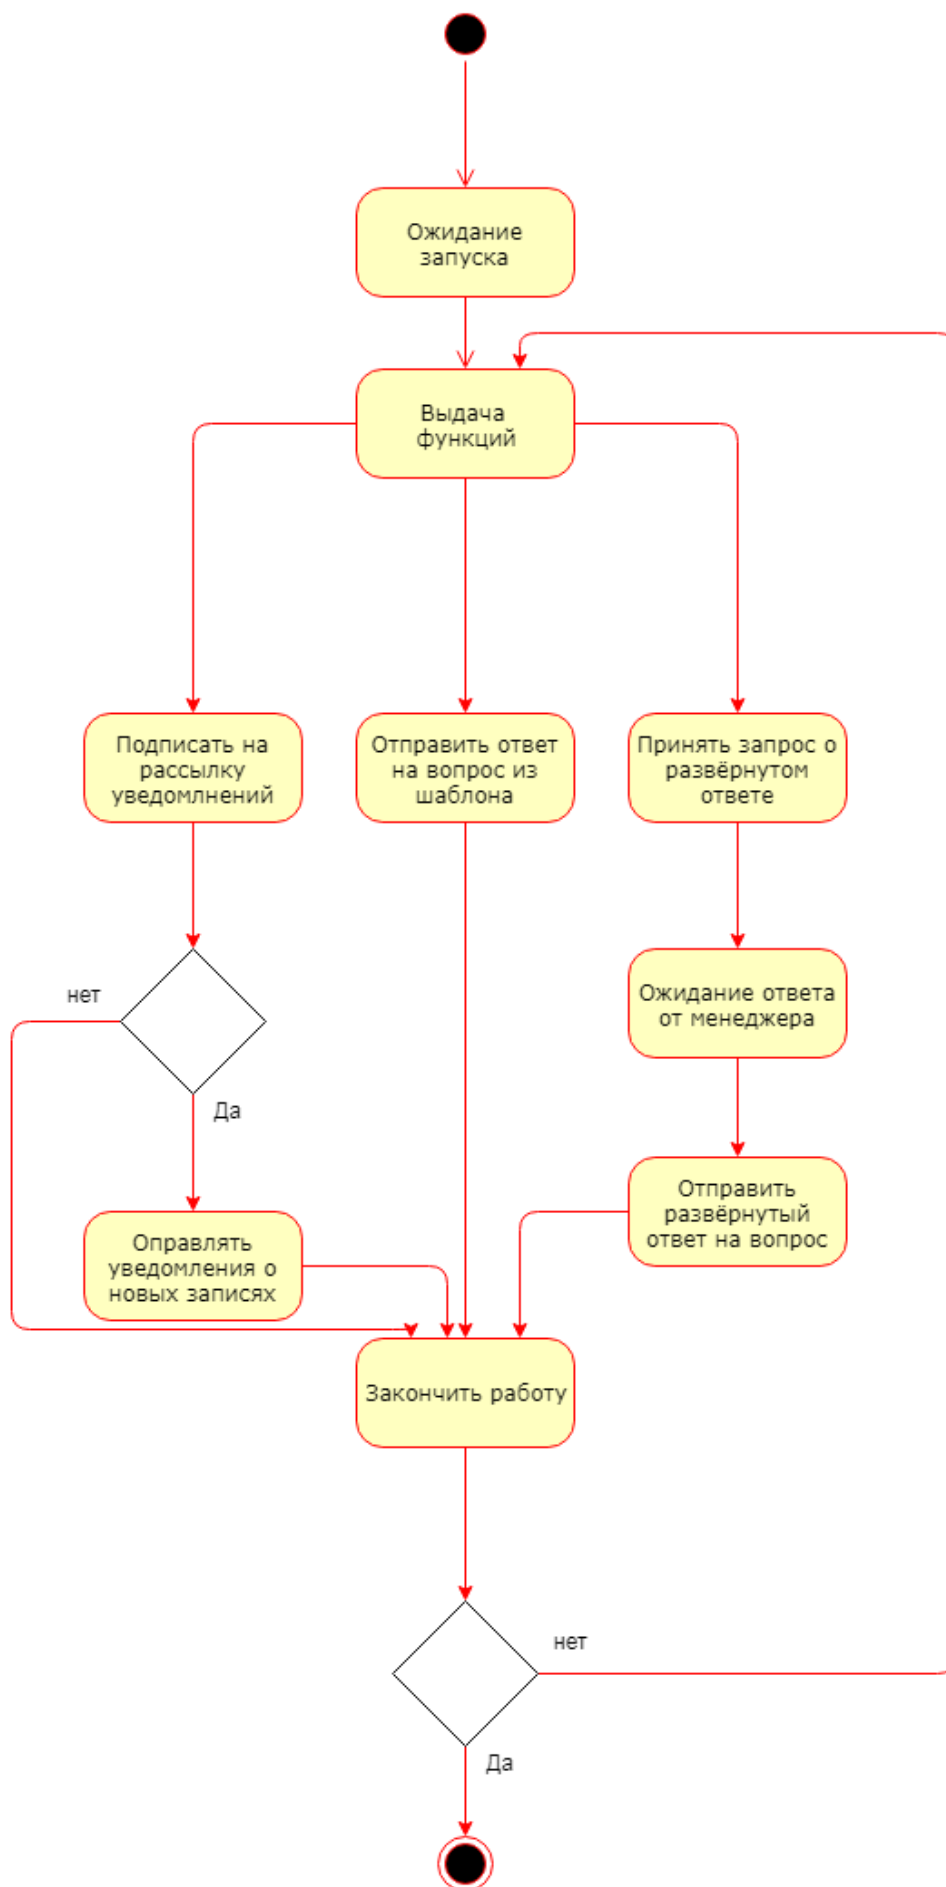 Ожидание
запуска
Выдача
функций
Подписать на
рассылку
уведомлнений
Отправить ответ
на вопрос из
шаблона
Принять запрос о
развёрнутом
ответе
нет
Ожидание ответа
от менеджера
Да
Отправить
развёрнутый
ответ на вопрос
Оправлять
уведомления о
новых записях
Закончить работу
нет
Да